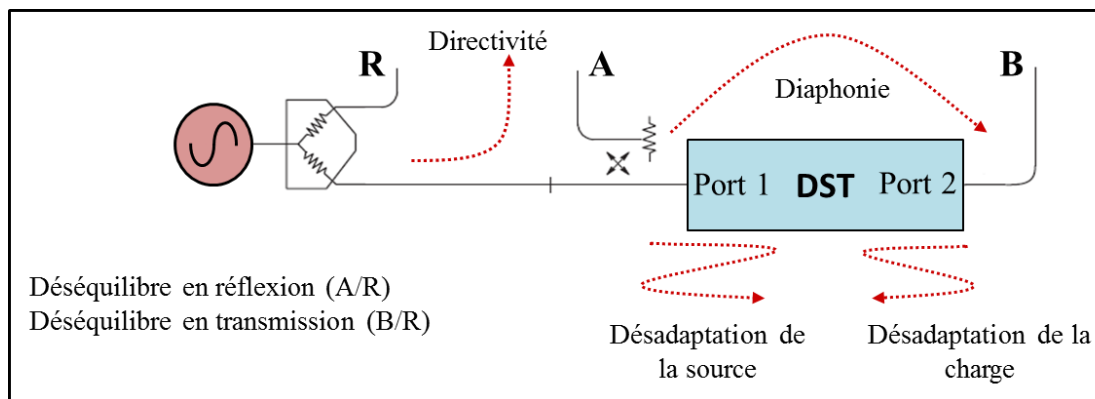 Directivité
R
A
B
Diaphonie
Port 1 DST Port 2
Déséquilibre en réflexion (A/R)
Déséquilibre en transmission (B/R)
Désadaptation de
la source
Désadaptation de la
charge